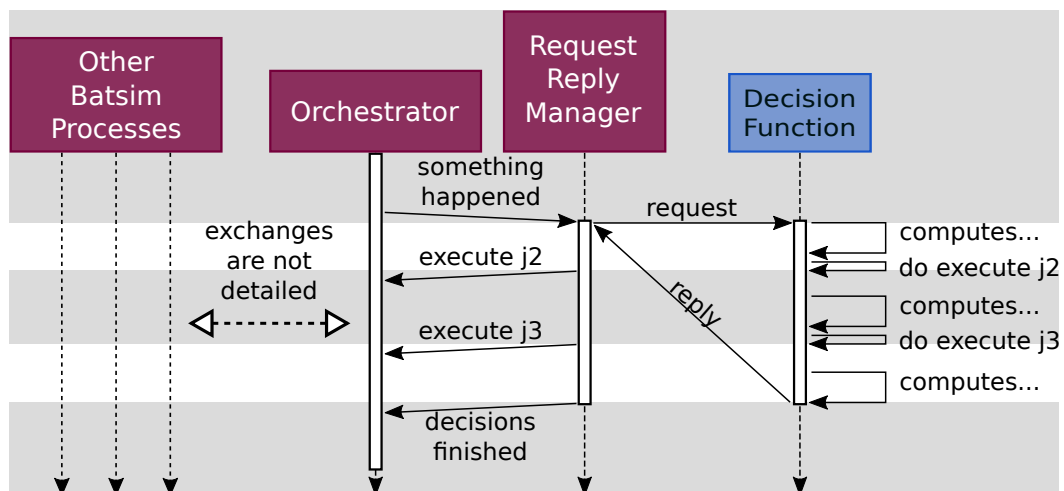 Other
Batsim
Processes
Orchestrator
Request
Reply
Manager
Decision
Function
something
happened
request
exchanges
are not
detailed
execute j2
reply
computes...
do execute j2
computes...
execute j3
do execute j3
computes...
decisions
finished